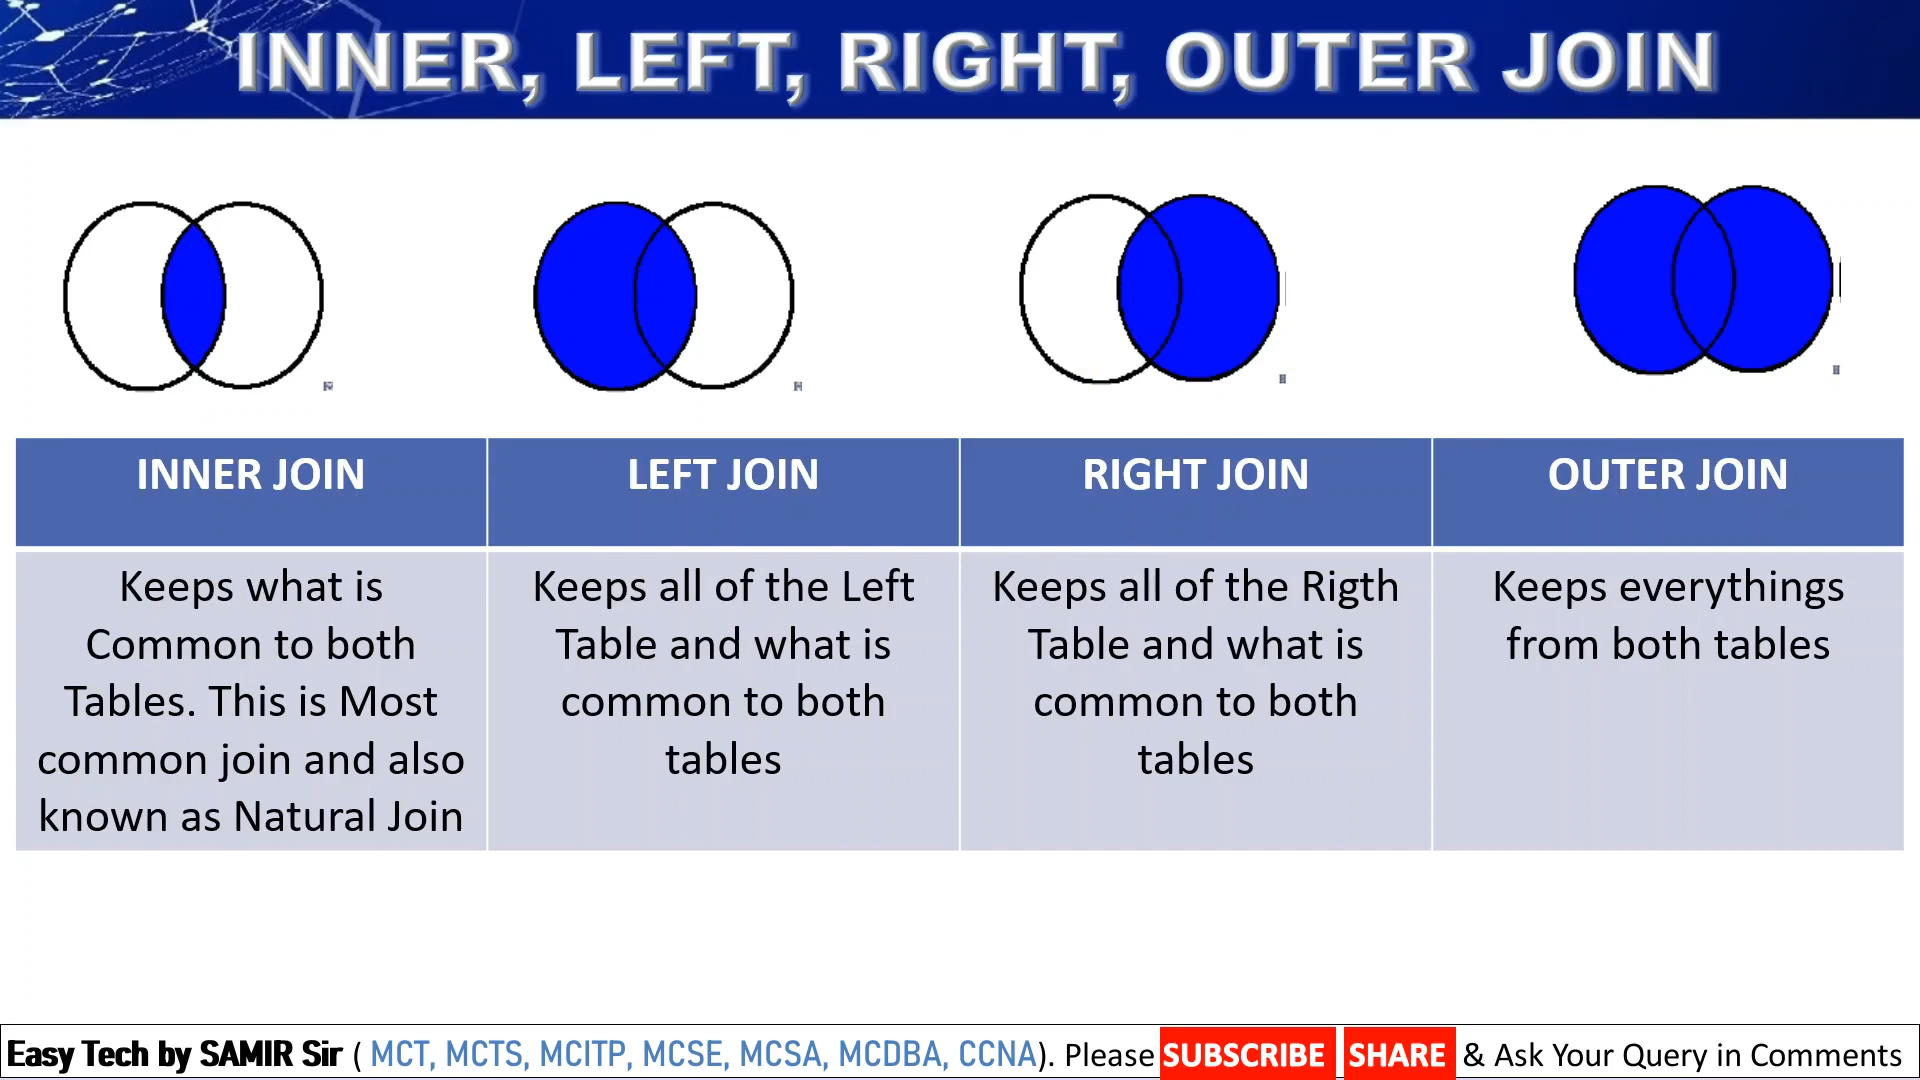 INNER, LEFT, RIGHT, OUTER JOIN
INNER JOIN
Keeps what is
Common to both
Tables. This is Most
common join and also
known as Natural Join
LEFT JOIN
Keeps all of the Left
Table and what is
common to both
tables
RIGHT JOIN
Keeps all of the Rigth
Table and what is
common to both
tables
OUTER JOIN
Keeps everythings
from both tables
Easy Tech by SAMIR Sir ( MCT, MCTS, MCITP, MCSE, MCSA, MCDBA, CCNA). Please SUBSCRIBE SHARE & Ask Your Query in Comments